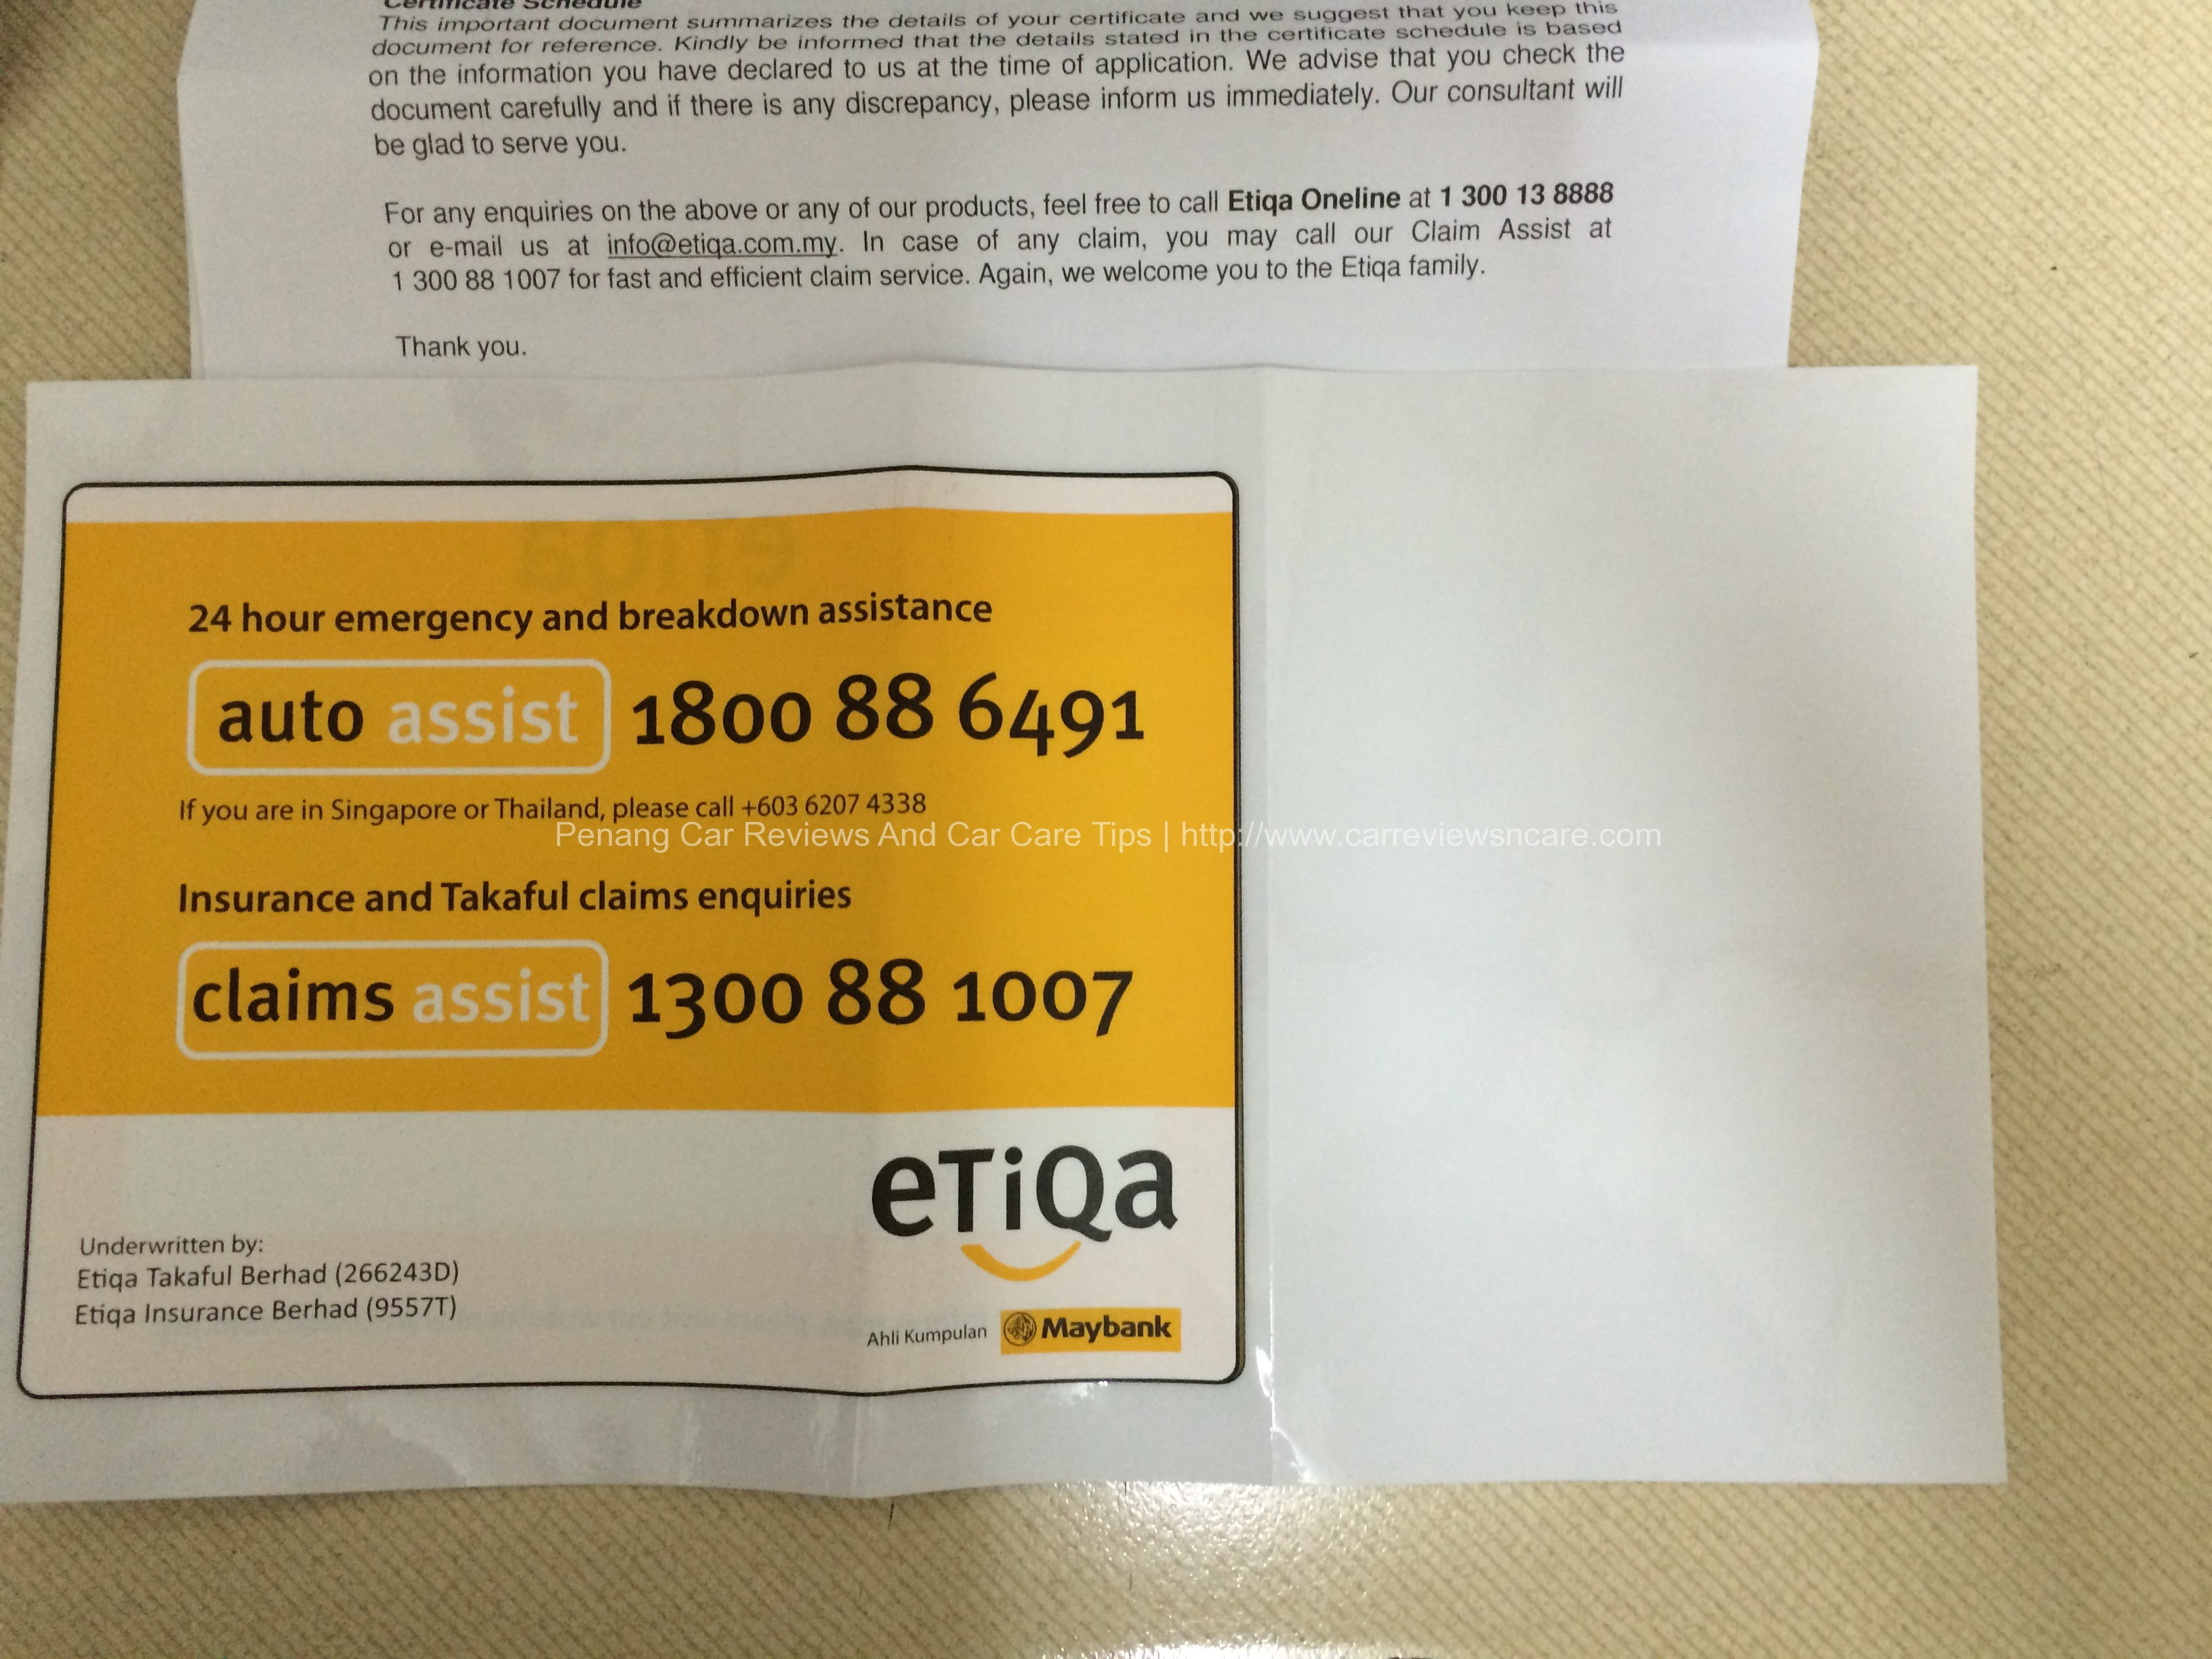 Certificate Schedule
This important document summarizes the details of your certificate and we suggest that you keep this
document for reference. Kindly be informed that the details stated in the certificate schedule is based
on the information you have declared to us at the time of application. We advise that you check the
document carefully and if there is any discrepancy, please inform us immediately. Our consultant will
be glad to serve you.
For any enquiries on the above or any of our products, feel free to call Etiqa Oneline at 1 300 13 8888
or e-mail us at info@etiqa.com.my. In case of any claim, you may call our Claim Assist at
1 300 88 1007 for fast and efficient claim service. Again, we welcome you to the Etiqa family.
Thank you.
24 hour emergency and breakdown assistance
auto assist 1800 88 6491
If you are in Singapore or Thailand, please call +603 6207 4338
Penang Car Reviews And Car Care Tips | http://www.carreviewsncare.com
Insurance and Takaful claims enquiries
claims assist 1300 88 1007
eTiQa
Underwritten by:
Etiqa Takaful Berhad (266243D)
Etiqa Insurance Berhad (9557T)
Ahli Kumpulan Maybank